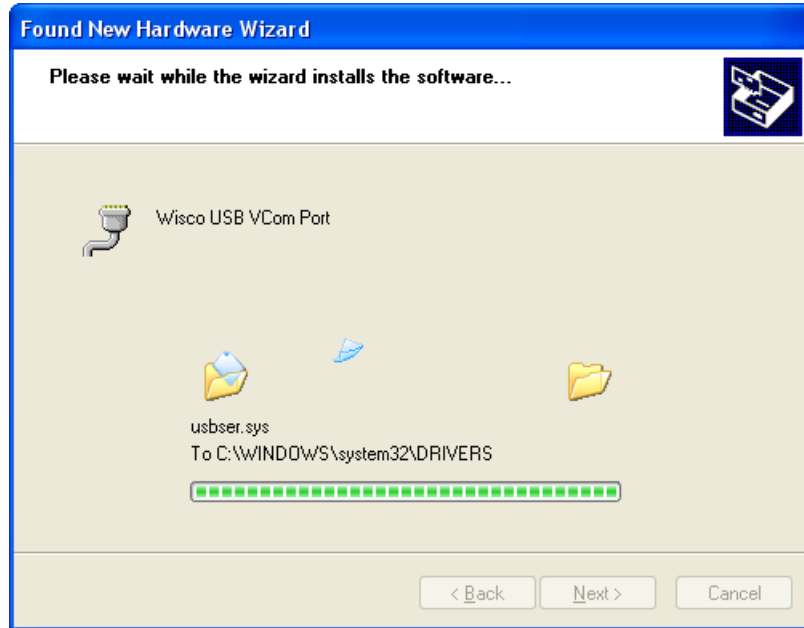 Found New Hardware Wizard
Please wait while the wizard installs the software...
Wisco USB VCom Port
usbser.sys
To C:\WINDOWS\system32\DRIVERS
< Back
Next >
Cancel